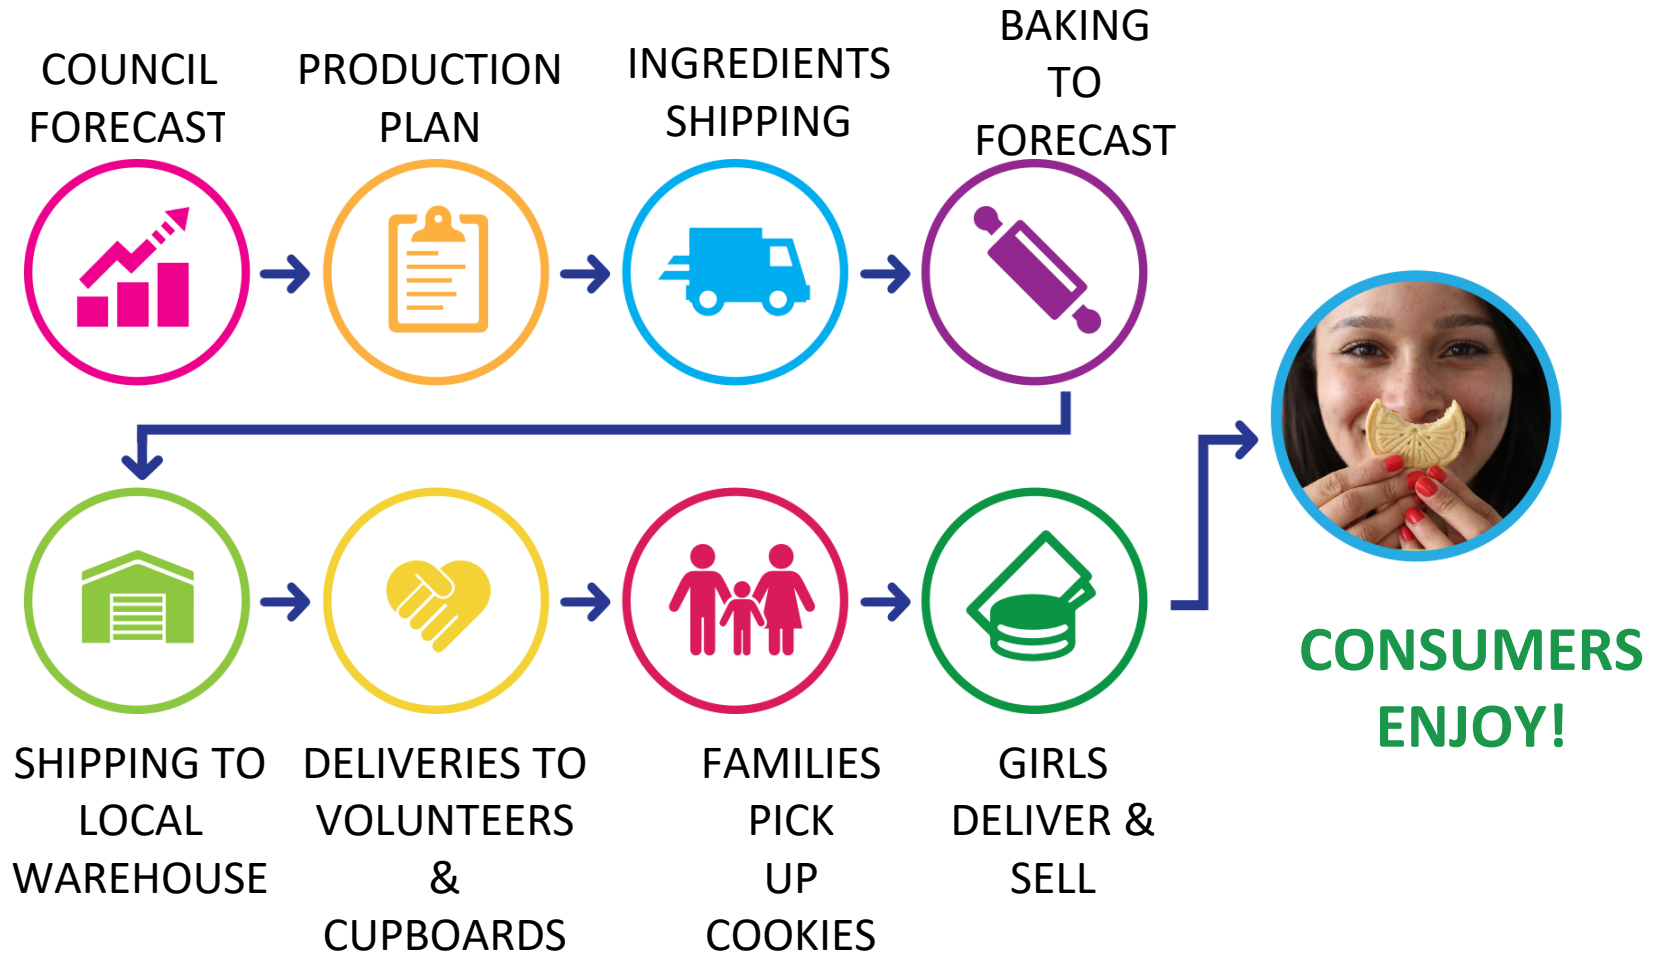 COUNCIL
FORECAST
PRODUCTION
PLAN
INGREDIENTS
SHIPPING
BAKING
TO
FORECAST
SHIPPING TO
LOCAL
WAREHOUSE
DELIVERIES TO
VOLUNTEERS
&
CUPBOARDS
FAMILIES
PICK
UP
COOKIES
GIRLS
DELIVER &
SELL
CONSUMERS
ENJOY!